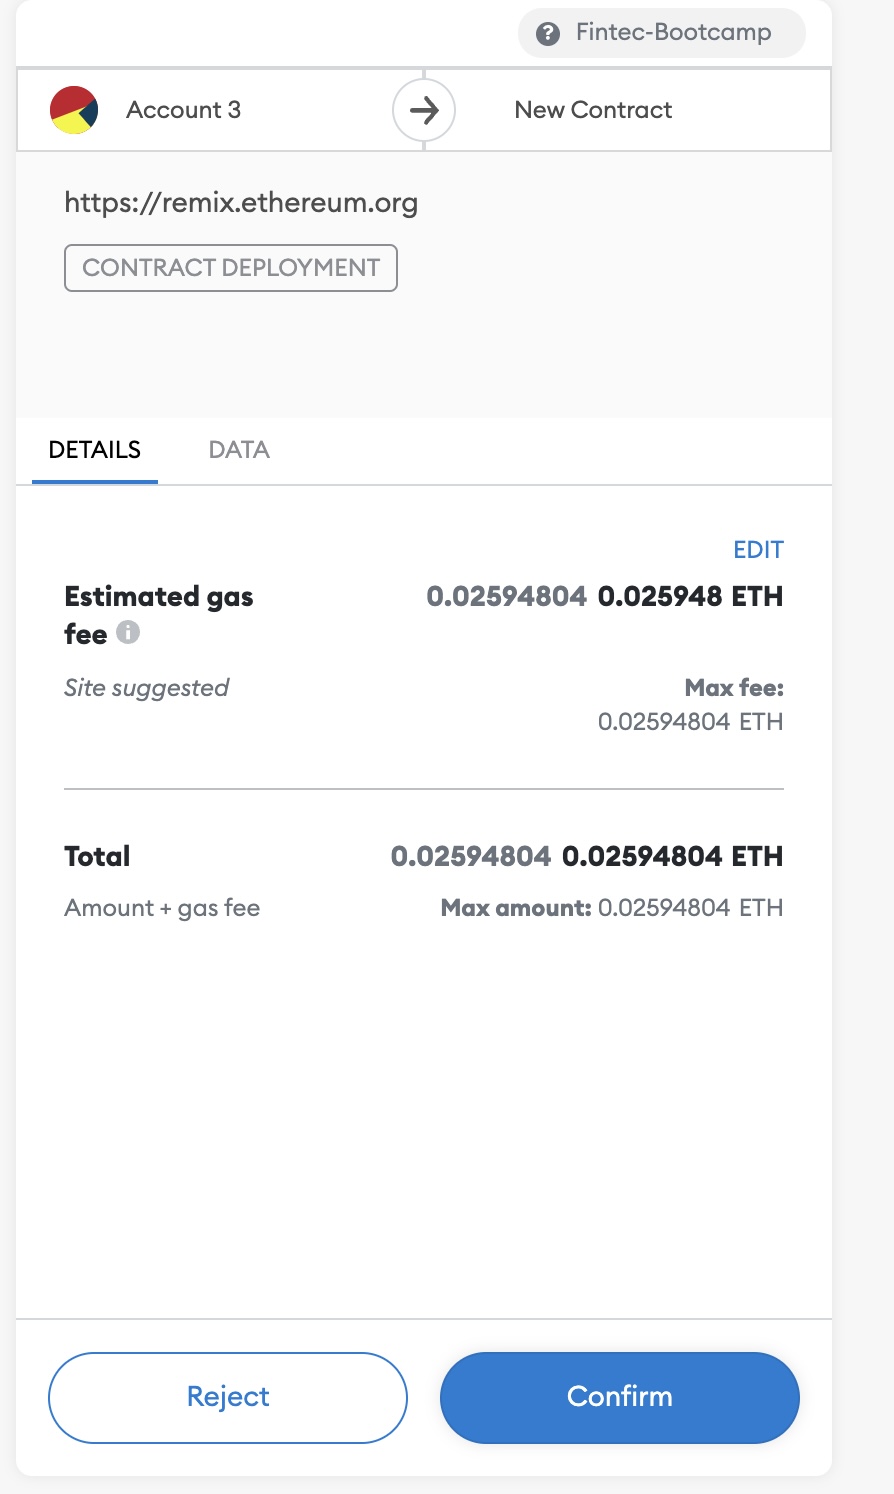 Fintec-Bootcamp
Account 3
New Contract
https://remix.ethereum.org
CONTRACT DEPLOYMENT
DETAILS DATA
EDIT
Estimated gas fee 0.02594804 0.025948 ETH
Site suggested
Max fee:
0.02594804 ETH
Total 0.02594804 0.02594804 ETH
Amount + gas fee Max amount: 0.02594804 ETH
Reject
Confirm